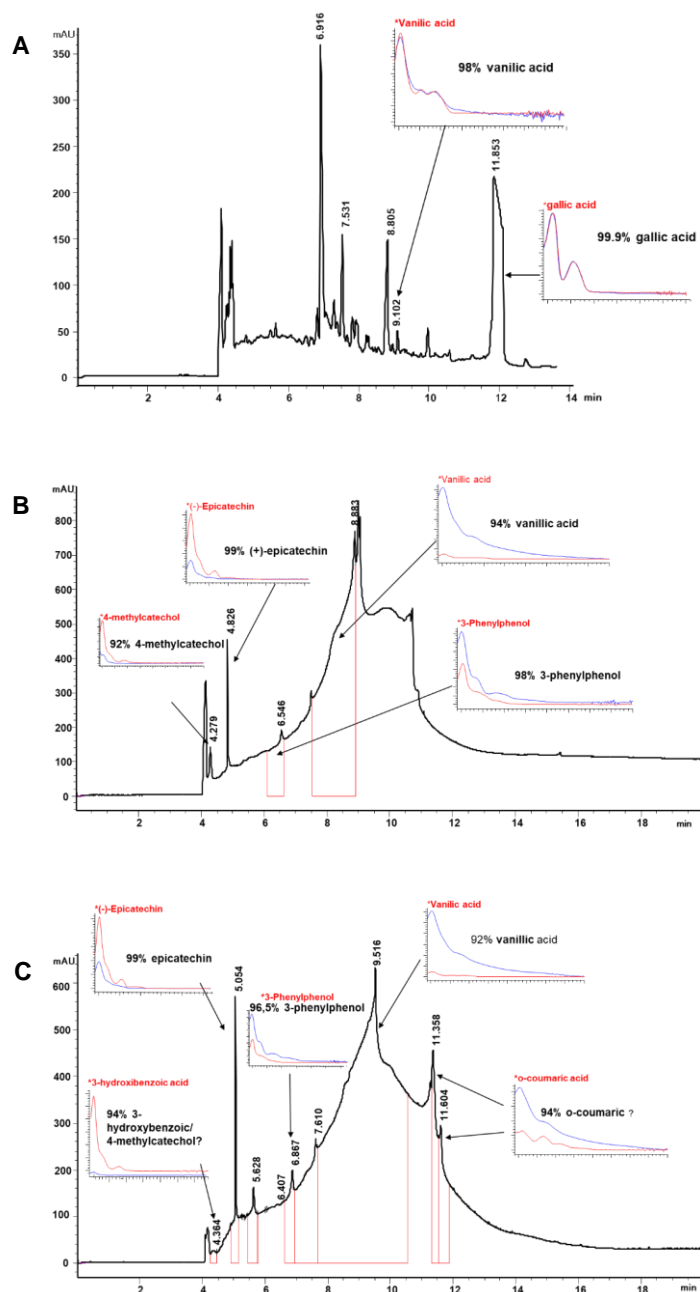 A
mAU
350
300
250
200
150
100
50
0
2
4
6
8
10
12
14
min
6.916
7.531
8.805
9.102
11.853
*Vanilic acid
98% vanilic acid
*gallic acid
99.9% gallic acid
B
mAU
800
700
600
500
400
300
200
100
0
2
4
6
8
10
12
14
16
18
min
4.279
4.826
6.546
8.883
*(-)-Epicatechin
99% (+)-epicatechin
*4-methylcatechol
92% 4-methylcatechol
*Vanillic acid
94% vanillic acid
*3-Phenylphenol
98% 3-phenylphenol
C
mAU
600
500
400
300
200
100
0
2
4
6
8
10
12
14
16
18
min
4.364
5.054
5.628
6.407
6.867
7.610
9.516
11.358
11.604
*(-)-Epicatechin
99% epicatechin
*3-Phenylphenol
96,5% 3-phenylphenol
*3-hydroxibenzoic acid
94% 3-
hydroxybenzoic/
4-methylcatechol?
*Vanilic acid
92% vanillic acid
*o-coumaric acid
94% o-coumaric ?